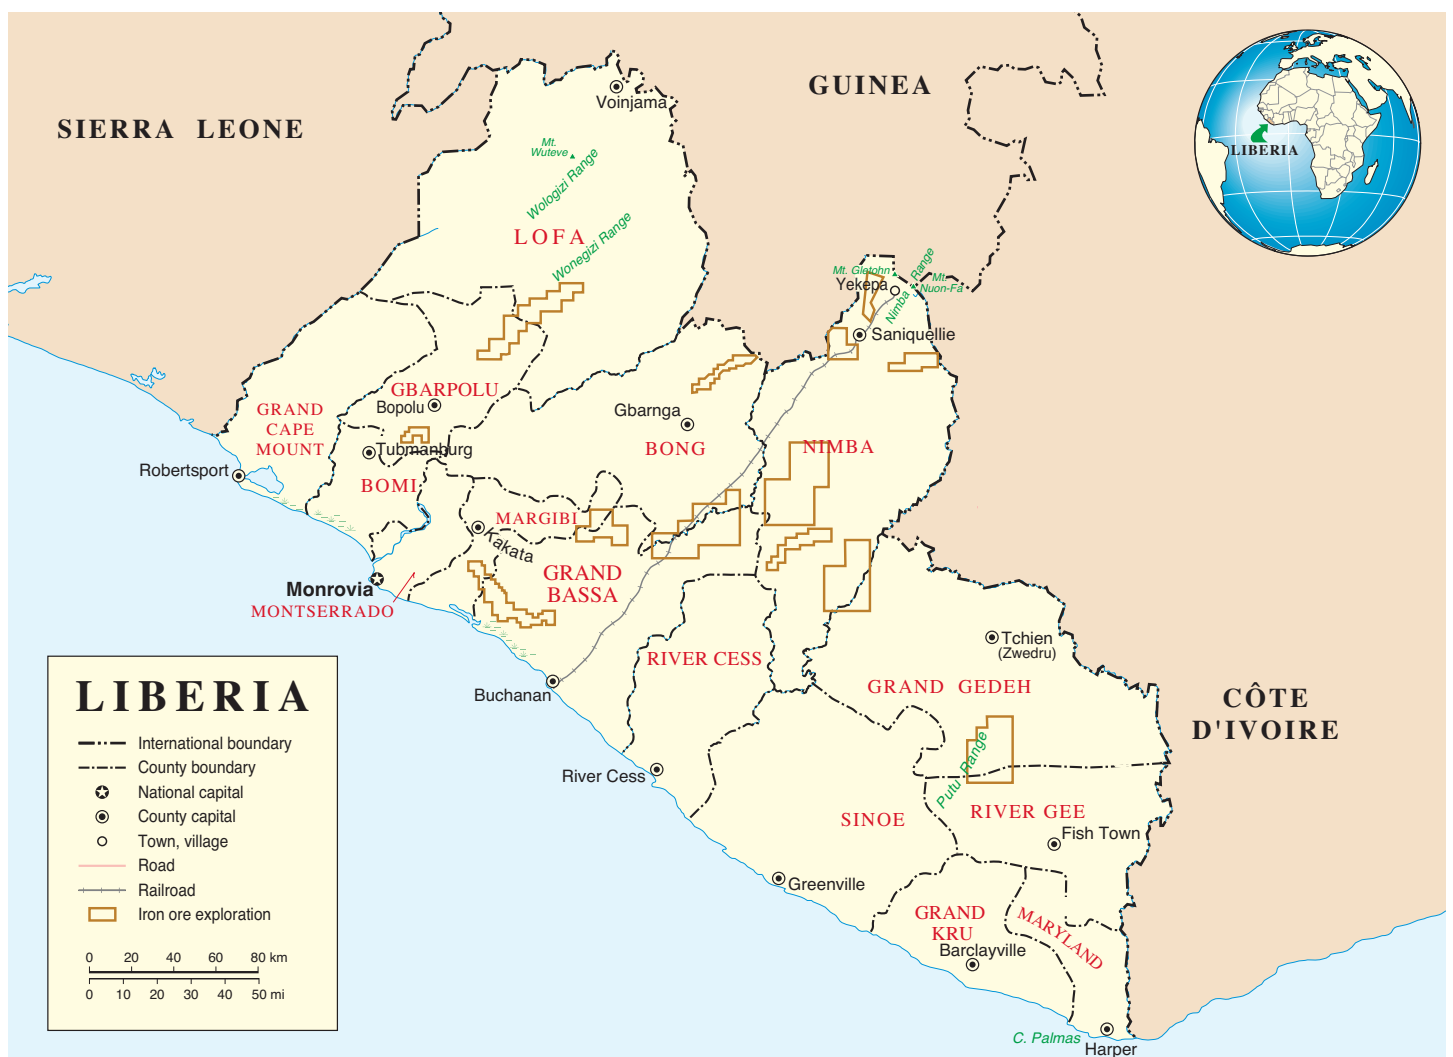 SIERRA LEONE
GUINEA
CÔTE
D'IVOIRE
LIBERIA
Voinjama
Mt.
Wuteve
Wologizi Range
LOFA
Wonegizi Range
Mt. Gletohn
Yekepa
Nimba Range
Mt.
Nuon-Fa
Saniquellie
GBARPOLU
Bopolu
GRAND
CAPE
MOUNT
Gbarnga
BONG
NIMBA
Tubmanburg
Robertsport
BOMI
MARGIBI
Kakata
GRAND
BASSA
Monrovia
MONTSERRADO
Tchien
(Zwedru)
RIVER CESS
GRAND GEDEH
Buchanan
Putu Range
River Cess
SINOE
RIVER GEE
Fish Town
Greenville
GRAND
KRU
MARYLAND
Barclayville
C. Palmas
Harper
LIBERIA
International boundary
County boundary
National capital
County capital
Town, village
Road
Railroad
Iron ore exploration
0 20 40 60 80 km
0 10 20 30 40 50 mi